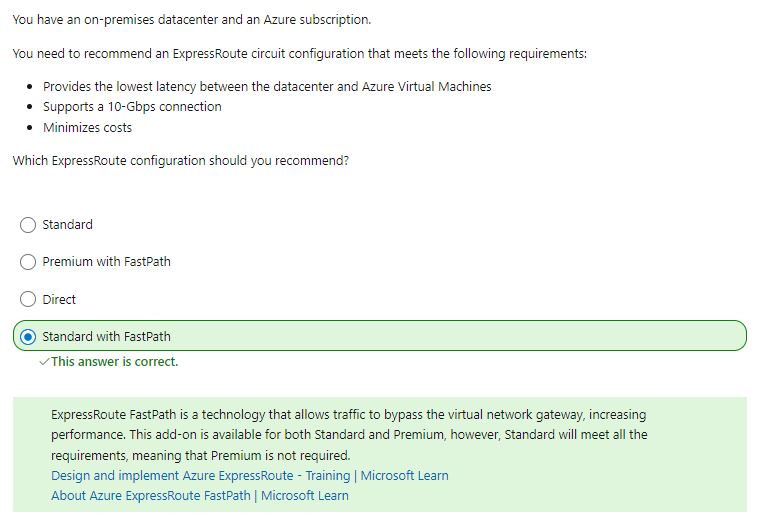 You have an on-premises datacenter and an Azure subscription.
You need to recommend an ExpressRoute circuit configuration that meets the following requirements:
• Provides the lowest latency between the datacenter and Azure Virtual Machines
• Supports a 10-Gbps connection
• Minimizes costs
Which ExpressRoute configuration should you recommend?
Standard
Premium with FastPath
Direct
Standard with FastPath
✓This answer is correct.
ExpressRoute FastPath is a technology that allows traffic to bypass the virtual network gateway, increasing
performance. This add-on is available for both Standard and Premium, however, Standard will meet all the
requirements, meaning that Premium is not required.
Design and implement Azure ExpressRoute - Training | Microsoft Learn
About Azure ExpressRoute FastPath | Microsoft Learn